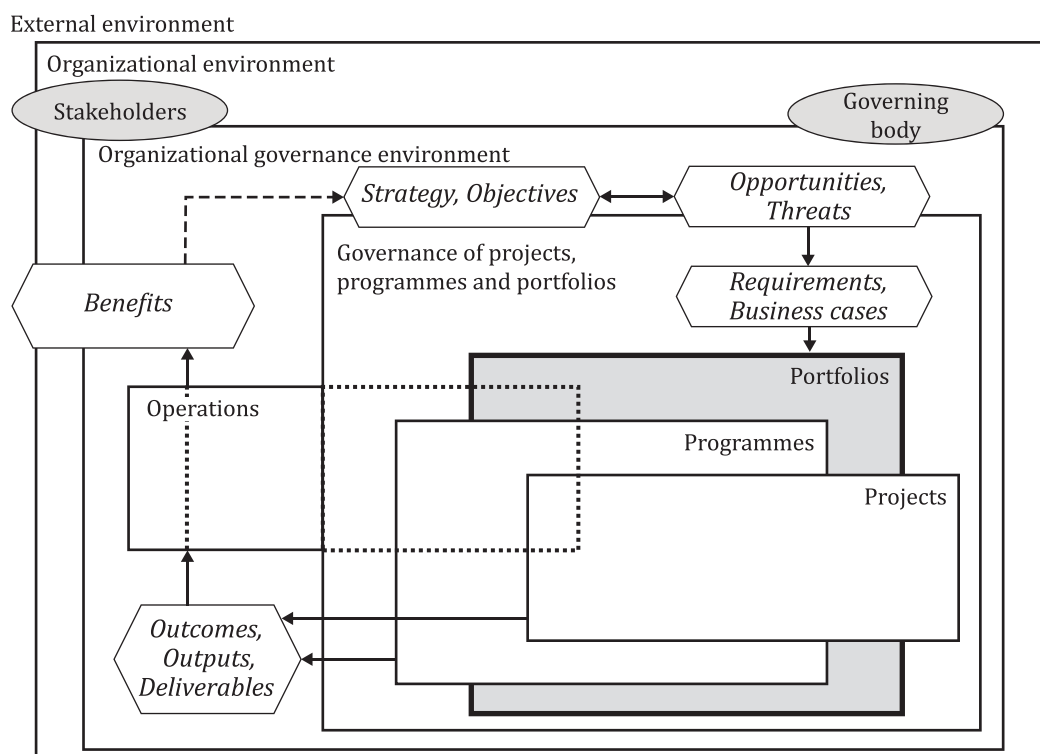 External environment
Organizational environment
Stakeholders
Governing
body
Organizational governance environment
Strategy, Objectives
Opportunities,
Threats
Governance of projects,
programmes and portfolios
Benefits
Requirements,
Business cases
Portfolios
Operations
Programmes
Projects
Outcomes,
Outputs,
Deliverables